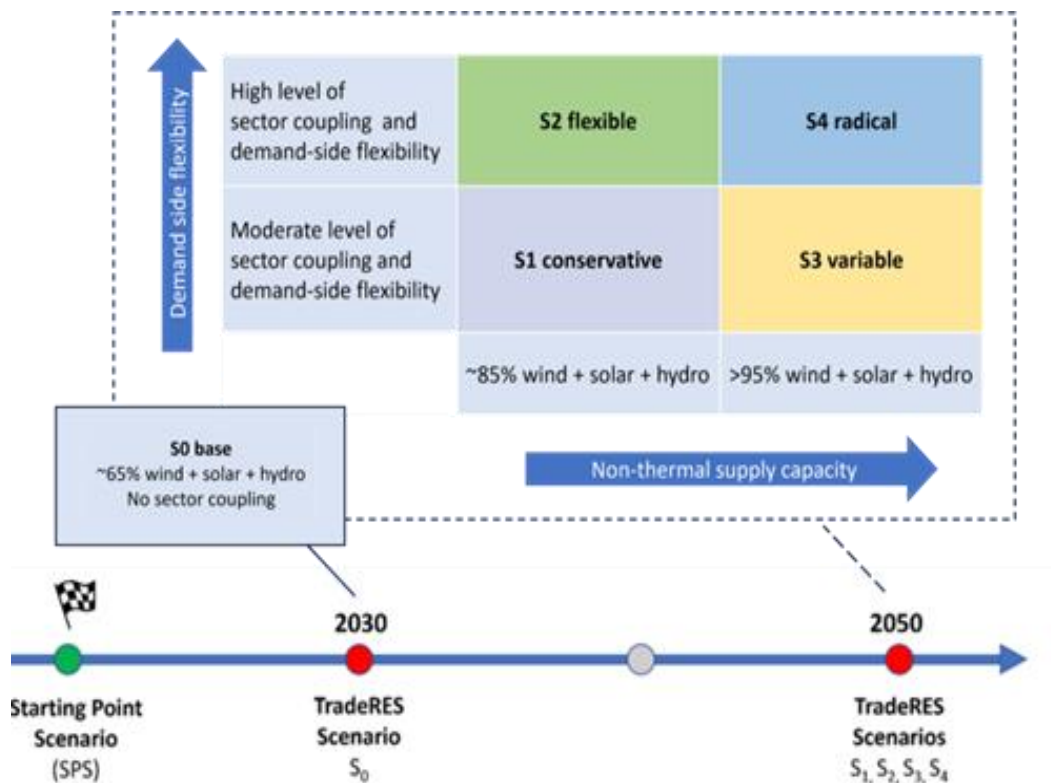 Demand side flexibility
High level of
sector coupling and
demand-side flexibility
S2 flexible
S4 radical
Moderate level of
sector coupling and
demand-side flexibility
S1 conservative
S3 variable
~85% wind + solar + hydro
>95% wind + solar + hydro
Non-thermal supply capacity
S0 base
~65% wind + solar + hydro
No sector coupling
2030
2050
Starting Point
Scenario
(SPS)
TradeRES
Scenario
S₀
TradeRES
Scenarios
S₁, S₂, S₃, S₄